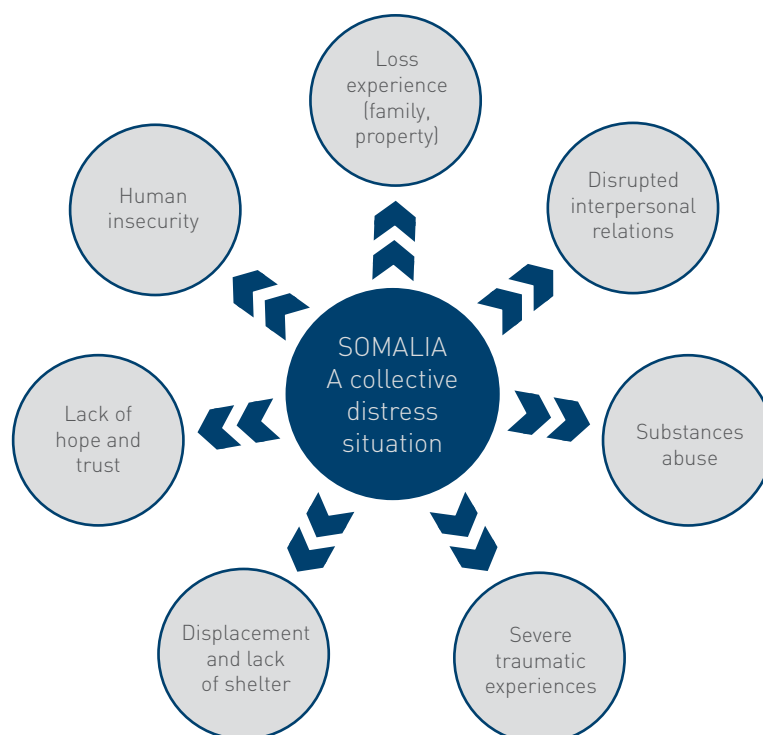 Loss
experience
(family,
property)
Human
insecurity
Disrupted
interpersonal
relations
SOMALIA
A collective
distress
situation
Lack of
hope and
trust
Substances
abuse
Displacement
and lack
of shelter
Severe
traumatic
experiences